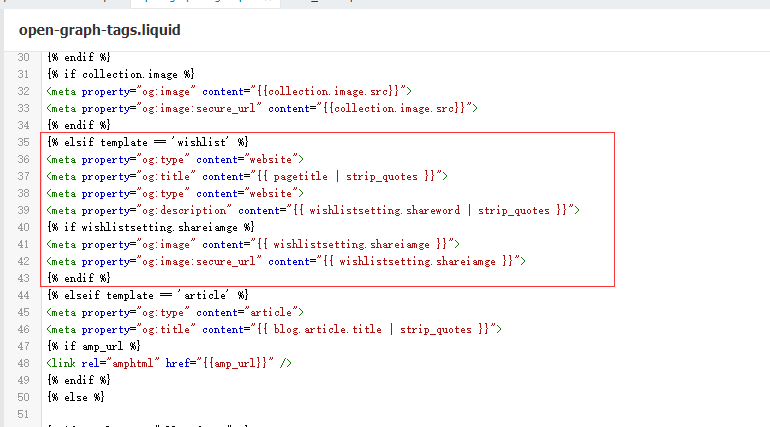 open-graph-tags.liquid
30 {% endif %}
31 {% if collection.image %}
32 <meta property="og:image" content="{{collection.image.src}}">
33 <meta property="og:image:secure_url" content="{{collection.image.src}}">
34 {% endif %}
35 {% elsif template == 'wishlist' %}
36 <meta property="og:type" content="website">
37 <meta property="og:title" content="{{ pagetitle | strip_quotes }}">
38 <meta property="og:type" content="website">
39 <meta property="og:description" content="{{ wishlistsetting.shareword | strip_quotes }}">
40 {% if wishlistsetting.shareiamge %}
41 <meta property="og:image" content="{{ wishlistsetting.shareiamge }}">
42 <meta property="og:image:secure_url" content="{{ wishlistsetting.shareiamge }}">
43 {% endif %}
44 {% elseif template == 'article' %}
45 <meta property="og:type" content="article">
46 <meta property="og:title" content="{{ blog.article.title | strip_quotes }}">
47 {% if amp_url %}
48 <link rel="amphtml" href="{{amp_url}}" />
49 {% endif %}
50 {% else %}
51